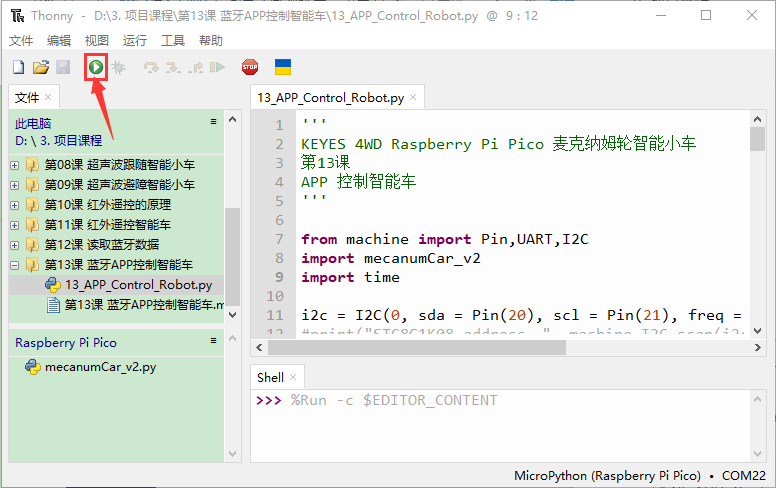 Thonny - D:\3. 项目课程\第13课 蓝牙APP控制智能车\13_APP_Control_Robot.py @ 9 : 12
文件 编辑 视图 运行 工具 帮助
STOP
文件 ×
13_APP_Control_Robot.py ×
此电脑
D: \ 3. 项目课程
第08课 超声波跟随智能小车
第09课 超声波避障智能小车
第10课 红外遥控的原理
第11课 红外遥控智能车
第12课 读取蓝牙数据
第13课 蓝牙APP控制智能车
13_APP_Control_Robot.py
第13课 蓝牙APP控制智能车.m
Raspberry Pi Pico
mecanumCar_v2.py
1 '''
2 KEYES 4WD Raspberry Pi Pico 麦克纳姆轮智能小车
3 第13课
4 APP 控制智能车
5 '''
6
7 from machine import Pin,UART,I2C
8 import mecanumCar_v2
9 import time
10
11 i2c = I2C(0, sda = Pin(20), scl = Pin(21), freq =
12 #print("STC8G1K08 address "
Shell ×
>>> %Run -c $EDITOR_CONTENT
MicroPython (Raspberry Pi Pico) • COM22